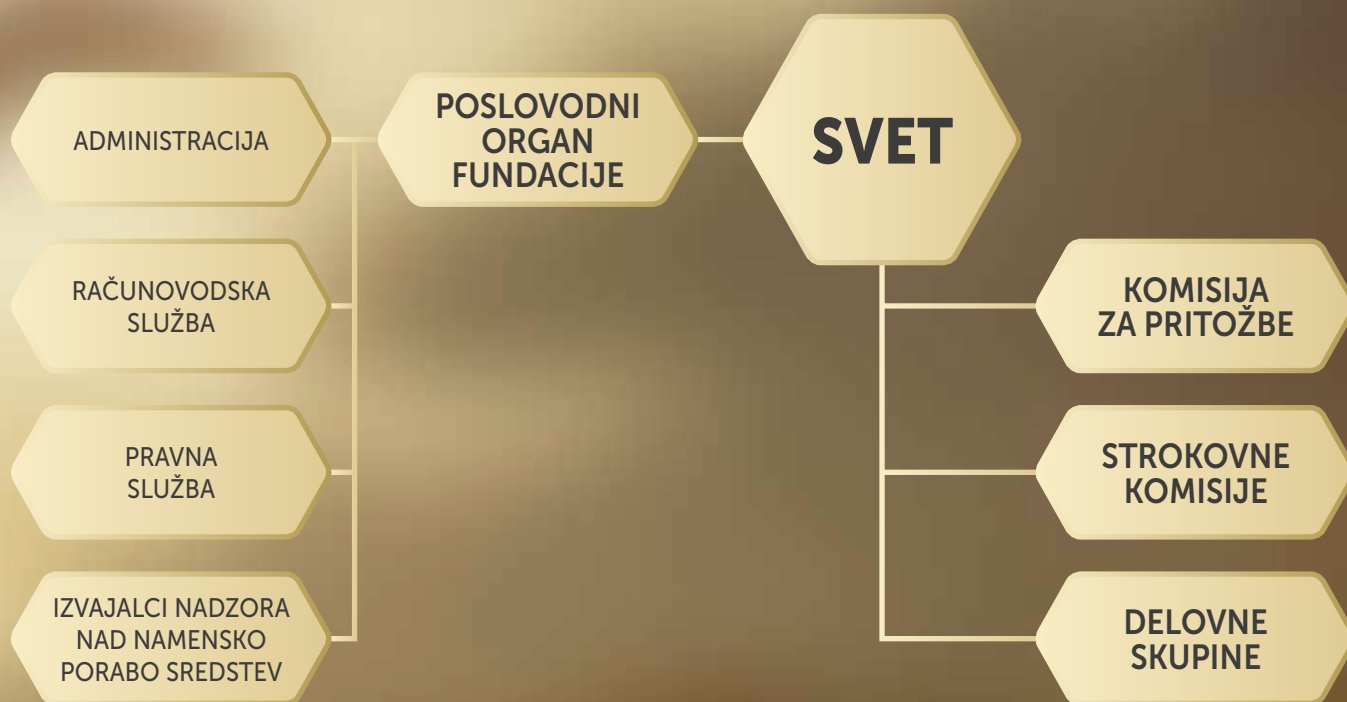 ADMINISTRACIJA
POSLOVODNI
ORGAN
FUNDACIJE
SVET
RAČUNOVODSKA
SLUŽBA
KOMISIJA
ZA PRITOŽBE
PRAVNA
SLUŽBA
STROKOVNE
KOMISIJE
IZVAJALCI NADZORA
NAD NAMENSKO
PORABO SREDSTEV
DELOVNE
SKUPINE